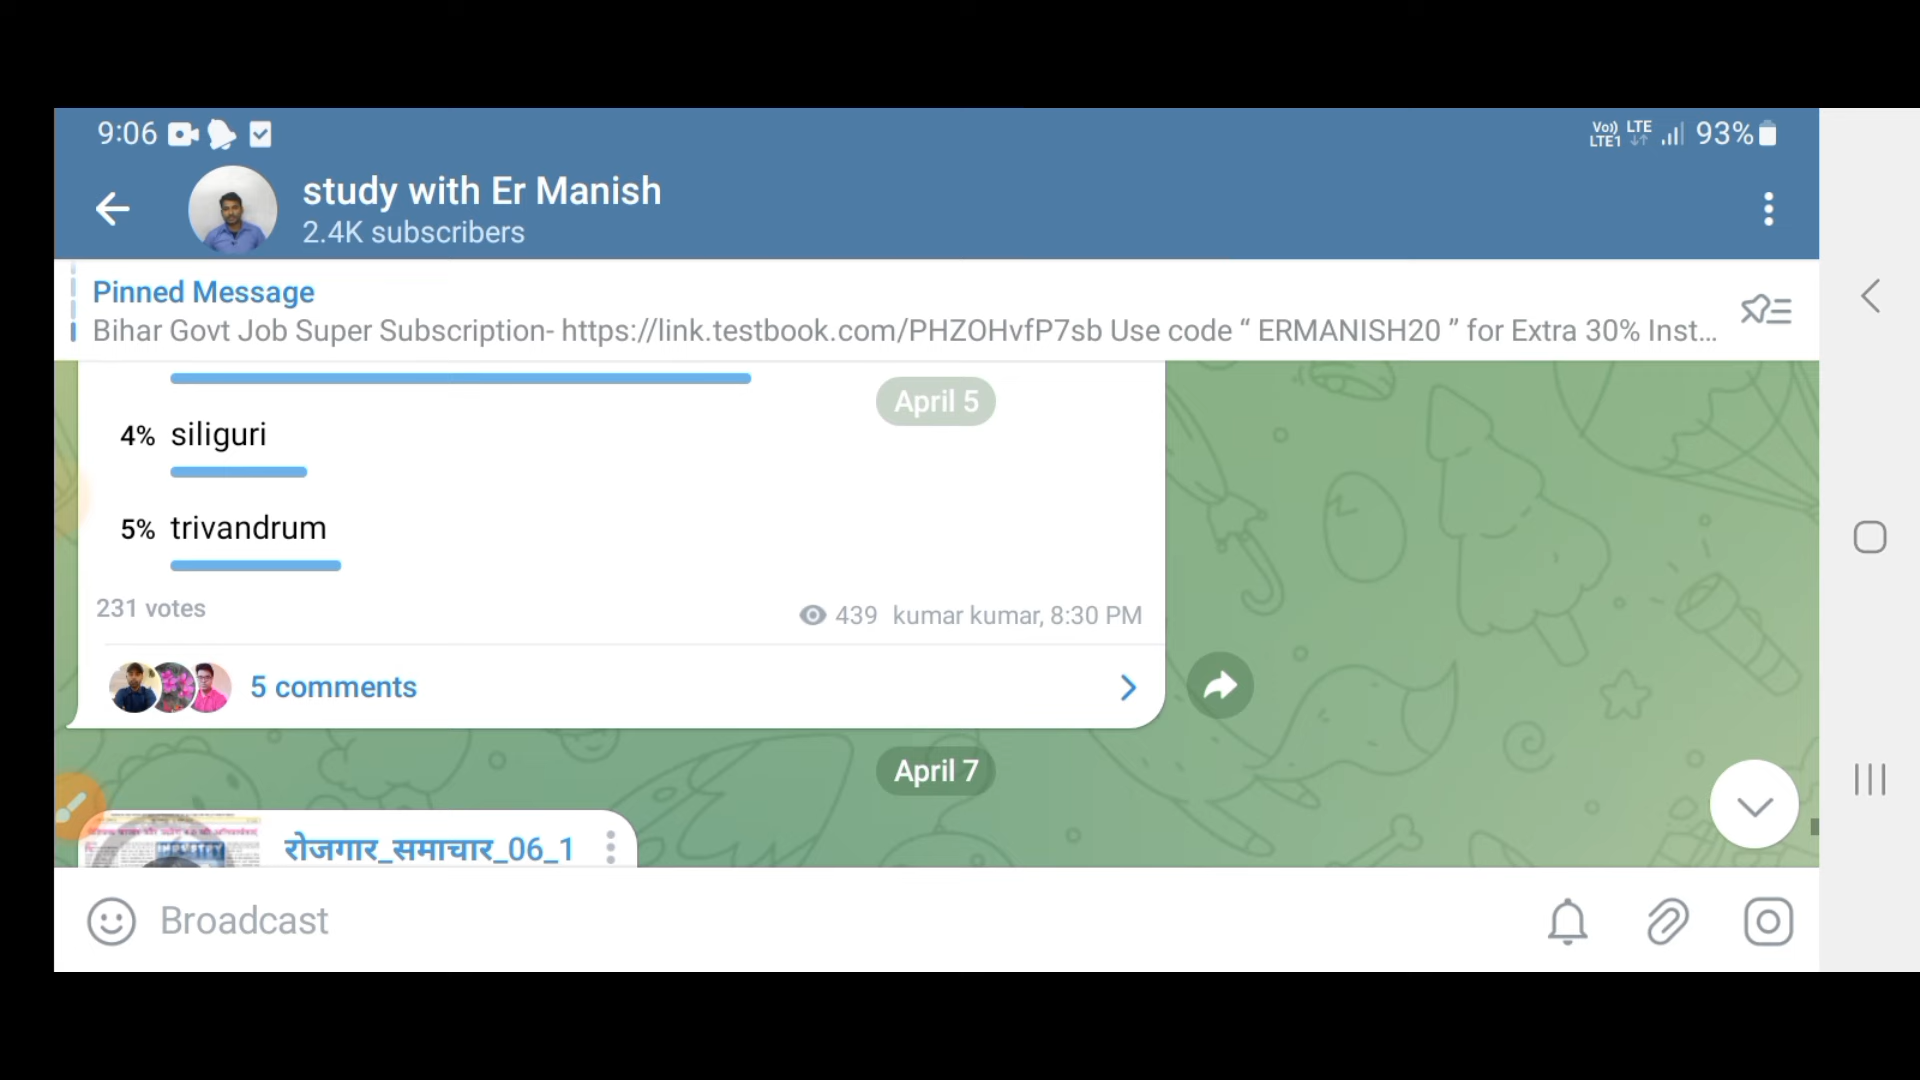 9:06
Vo)) LTE
LTE1
93%
study with Er Manish
2.4K subscribers
Pinned Message
Bihar Govt Job Super Subscription- https://link.testbook.com/PHZOHvfP7sb Use code “ ERMANISH20 ” for Extra 30% Inst...
April 5
4% siliguri
5% trivandrum
231 votes
439 kumar kumar, 8:30 PM
5 comments
April 7
रोजगार_समाचार_06_1
INDUSTRY
Broadcast